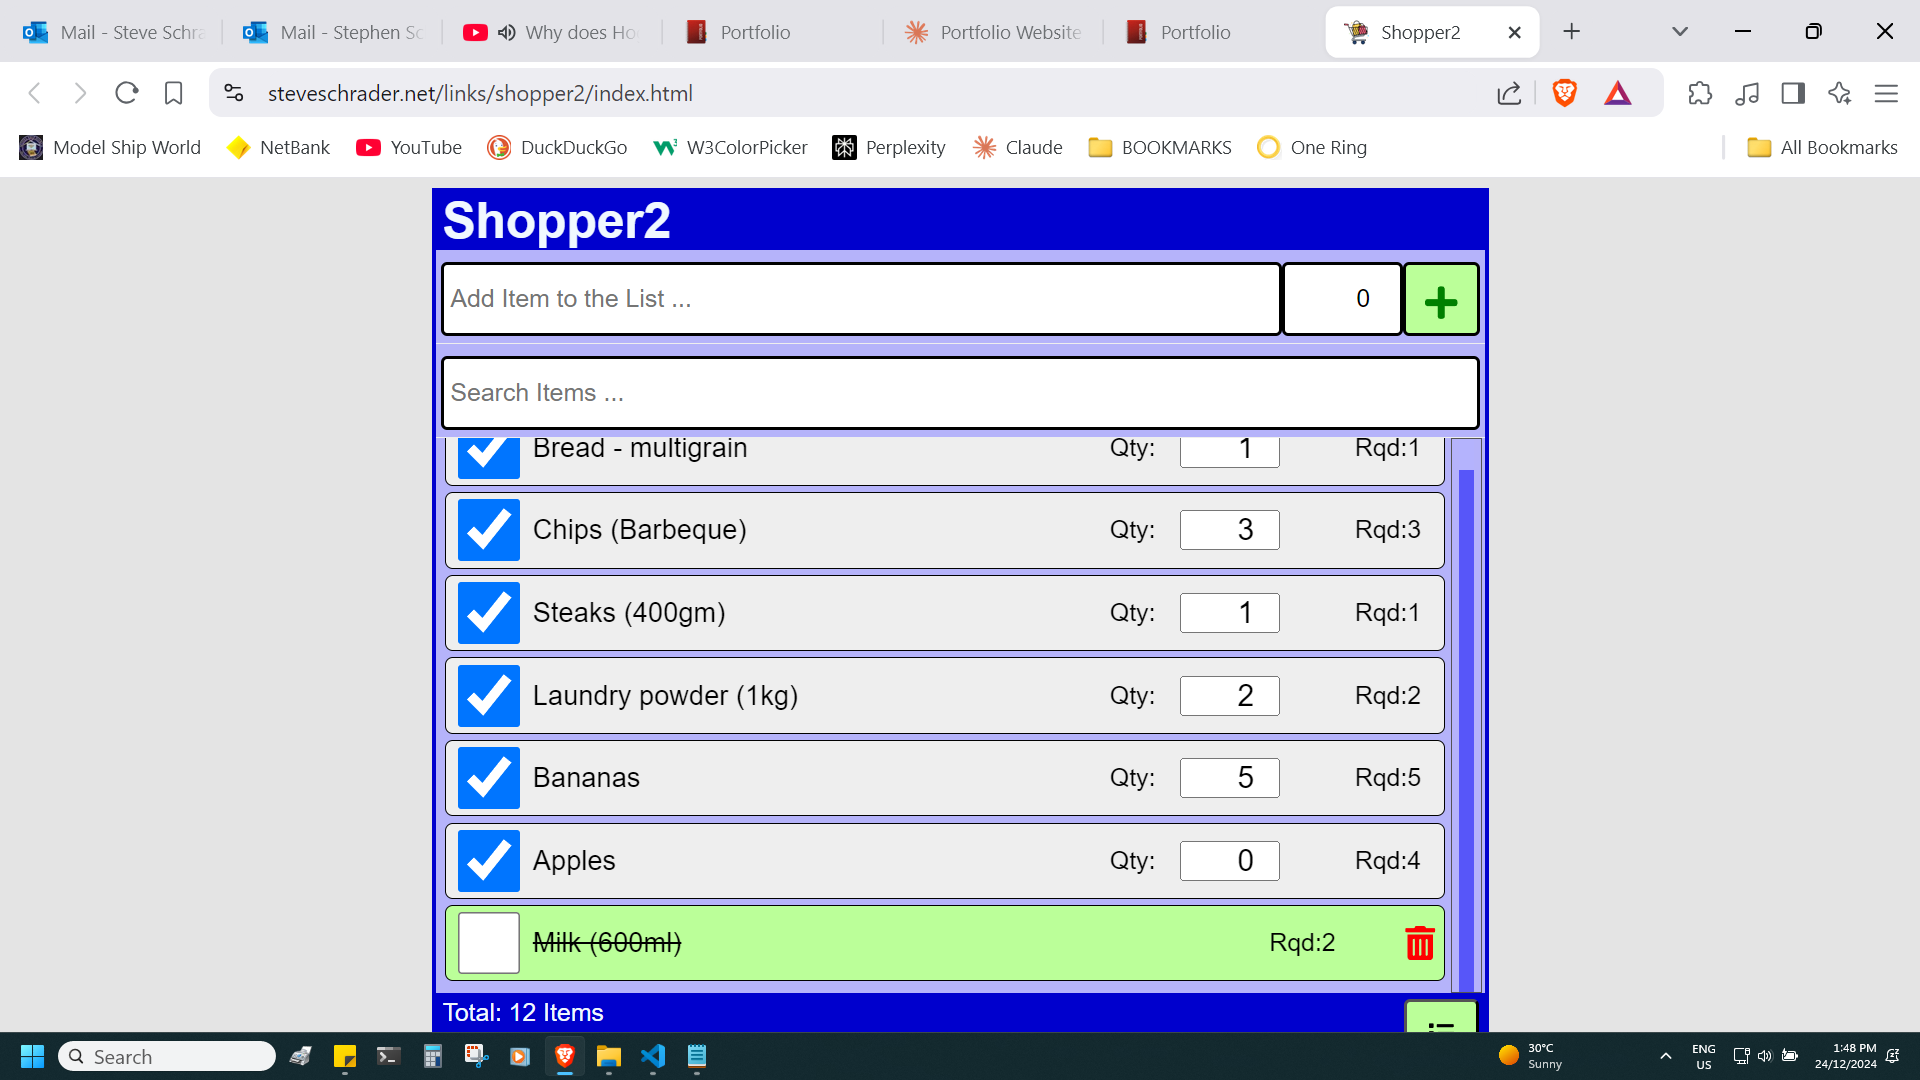 Mail - Steve Schra
Mail - Stephen Sc
Why does Ho
Portfolio
Portfolio Website
Portfolio
Shopper2
steveschrader.net/links/shopper2/index.html
Model Ship World
NetBank
YouTube
DuckDuckGo
W3ColorPicker
Perplexity
Claude
BOOKMARKS
One Ring
All Bookmarks
Shopper2
Add Item to the List ...
0
Search Items ...
Bread - multigrain Qty: 1 Rqd:1
Chips (Barbeque) Qty: 3 Rqd:3
Steaks (400gm) Qty: 1 Rqd:1
Laundry powder (1kg) Qty: 2 Rqd:2
Bananas Qty: 5 Rqd:5
Apples Qty: 0 Rqd:4
Milk (600ml) Rqd:2
Total: 12 Items
Search
30°C
Sunny
ENG
US
1:48 PM
24/12/2024